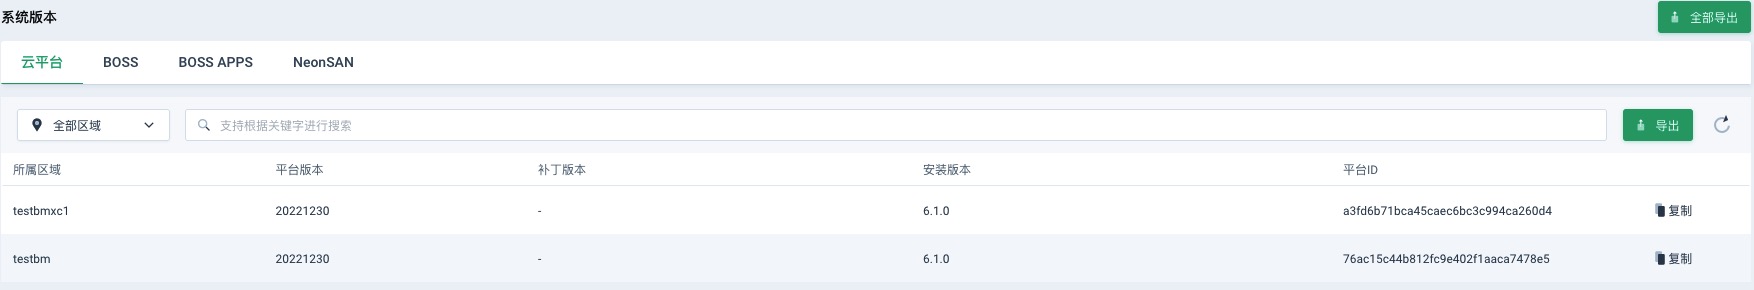 系统版本
全部导出
云平台 BOSS BOSS APPS NeonSAN
全部区域 支持根据关键字进行搜索 导出
所属区域 平台版本 补丁版本 安装版本 平台ID
testbmxc1 20221230 - 6.1.0 a3fd6b71bca45caec6bc3c994ca260d4 复制
testbm 20221230 - 6.1.0 76ac15c44b812fc9e402f1aaca7478e5 复制